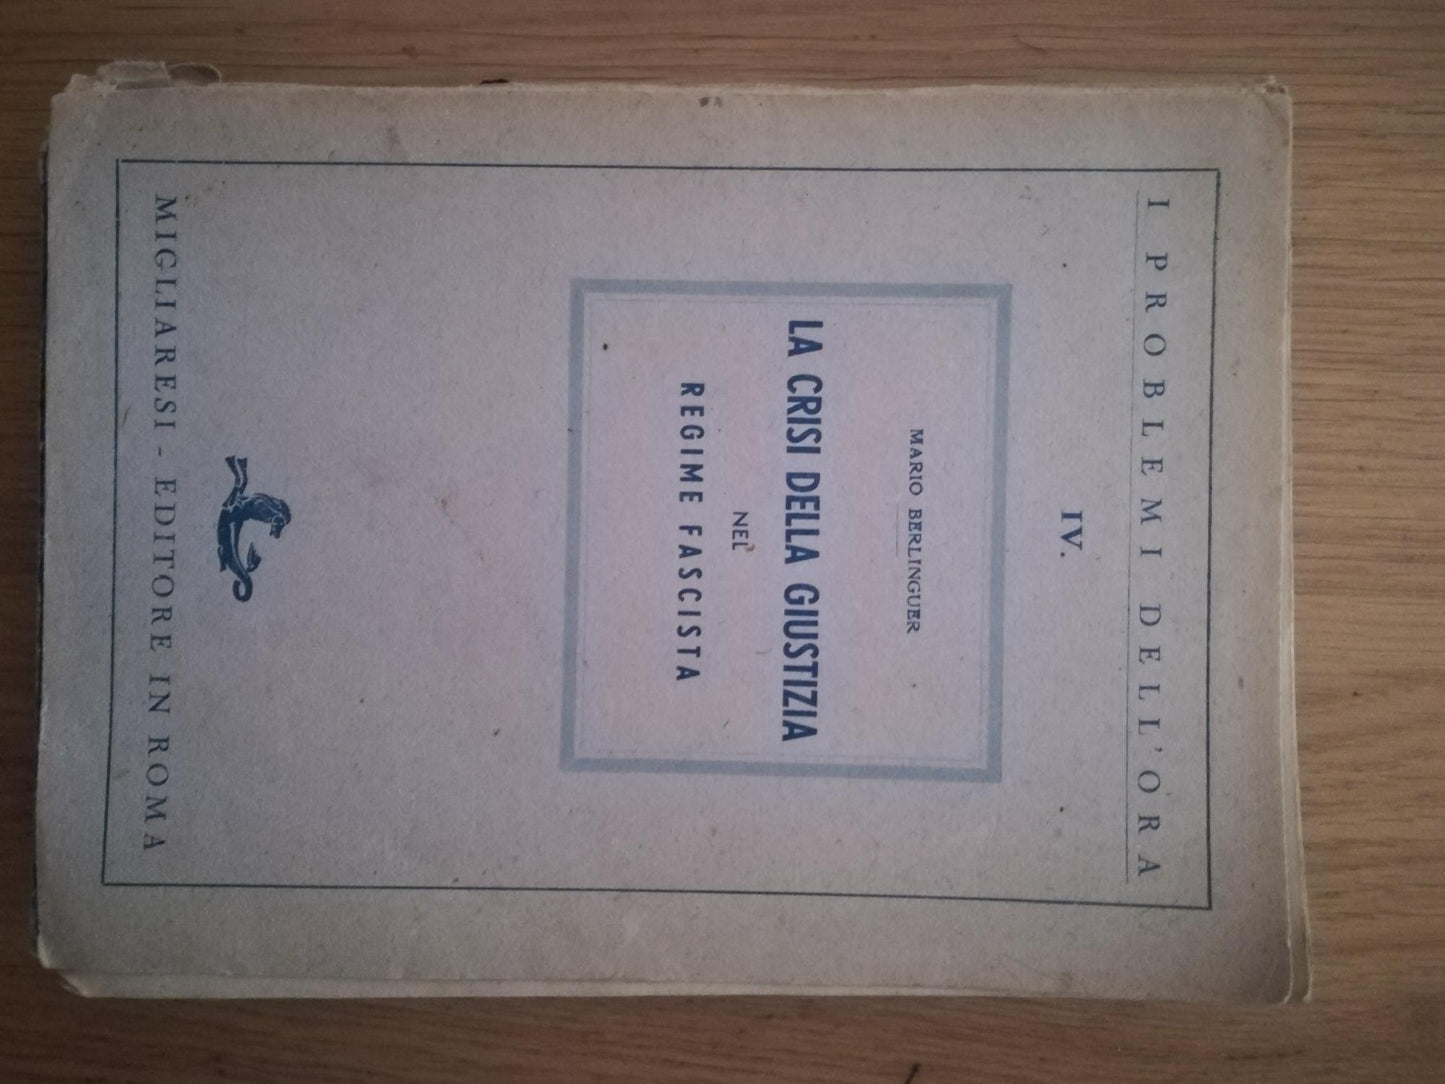 I PROBLEMI DELL'ORA
IV.
MARIO BERLINGUER
LA CRISI DELLA GIUSTIZIA
NEL
REGIME FASCISTA
MIGLIARESI - EDITORE IN ROMA